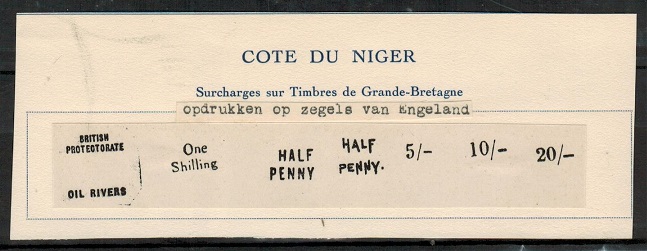 COTE DU NIGER
Surcharges sur Timbres de Grande-Bretagne
opdrukken op zegels van Engeland
BRITISH
PROTECTORATE
OIL RIVERS
One
Shilling
HALF
PENNY
HALF
PENNY.
5/-
10/-
20/-